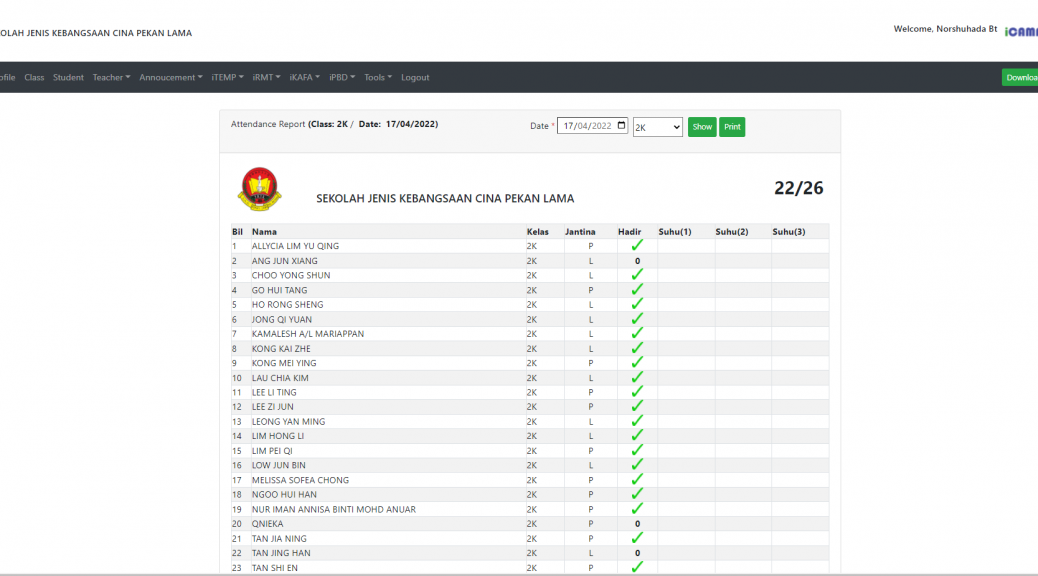 OLAH JENIS KEBANGSAAN CINA PEKAN LAMA
Welcome, Norshuhada Bt
ofile Class Student Teacher Annoucement iTEMP iRMT iKAFA iPBD Tools Logout
Downloa
Attendance Report (Class: 2K / Date: 17/04/2022)
Date * 17/04/2022 2K Show Print
SEKOLAH JENIS KEBANGSAAN CINA PEKAN LAMA
22/26
Bil Nama Kelas Jantina Hadir Suhu(1) Suhu(2) Suhu(3)
1 ALLYCIA LIM YU QING 2K P
2 ANG JUN XIANG 2K L 0
3 CHOO YONG SHUN 2K L
4 GO HUI TANG 2K P
5 HO RONG SHENG 2K L
6 JONG QI YUAN 2K L
7 KAMALESH A/L MARIAPPAN 2K L
8 KONG KAI ZHE 2K L
9 KONG MEI YING 2K P
10 LAU CHIA KIM 2K L
11 LEE LI TING 2K P
12 LEE ZI JUN 2K P
13 LEONG YAN MING 2K L
14 LIM HONG LI 2K L
15 LIM PEI QI 2K P
16 LOW JUN BIN 2K L
17 MELISSA SOFEA CHONG 2K P
18 NGOO HUI HAN 2K P
19 NUR IMAN ANNISA BINTI MOHD ANUAR 2K P
20 QNIEKA 2K P 0
21 TAN JIA NING 2K P
22 TAN JING HAN 2K L 0
23 TAN SHI EN 2K P